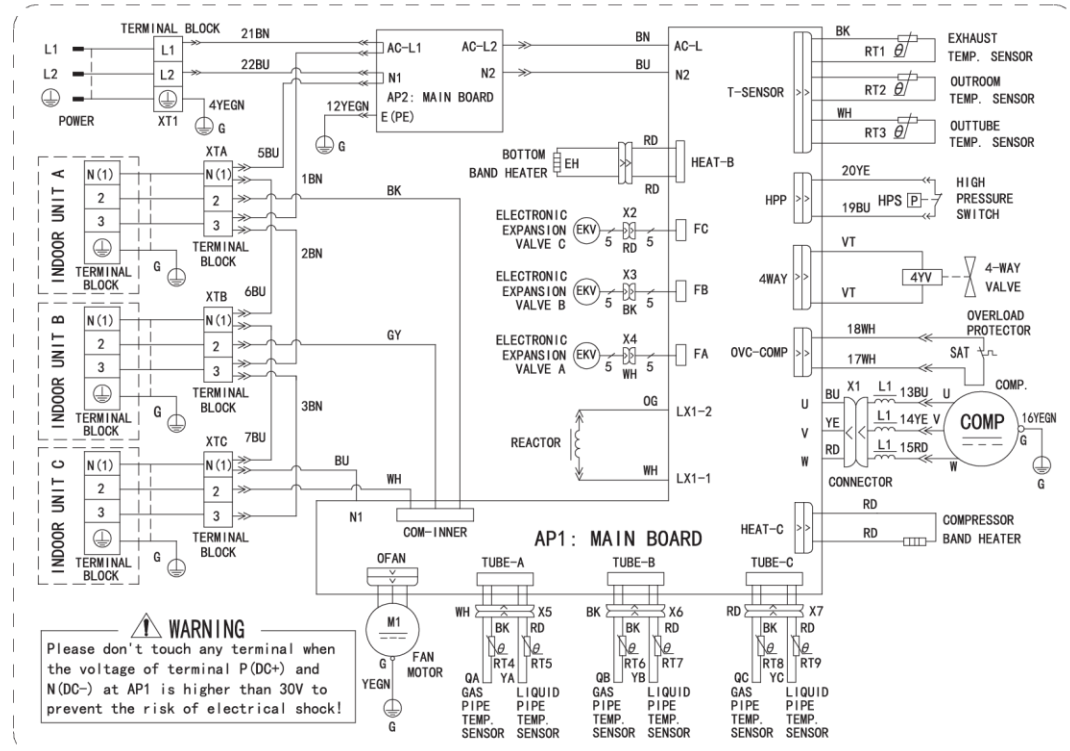 TERMINAL BLOCK
L1
L2
POWER
L1
L2
XT1
21BN
22BU
4YEGN
G
AC-L1
N1
E(PE)
AC-L2
N2
AP2: MAIN BOARD
12YEGN
G
BN
BU
AC-L
N2
INDOOR UNIT A
N(1)
2
3
TERMINAL
BLOCK
G
XTA
N(1)
2
3
TERMINAL
BLOCK
5BU
1BN
BK
2BN
6BU
INDOOR UNIT B
N(1)
2
3
TERMINAL
BLOCK
G
XTB
N(1)
2
3
TERMINAL
BLOCK
GY
3BN
7BU
INDOOR UNIT C
N(1)
2
3
TERMINAL
BLOCK
G
XTC
N(1)
2
3
TERMINAL
BLOCK
BU
WH
N1
COM-INNER
BOTTOM
BAND HEATER
EH
RD
RD
HEAT-B
ELECTRONIC
EXPANSION
VALVE C
EKV
5
X2
RD
5
FC
ELECTRONIC
EXPANSION
VALVE B
EKV
5
X3
BK
5
FB
ELECTRONIC
EXPANSION
VALVE A
EKV
5
X4
WH
5
FA
REACTOR
OG
WH
LX1-2
LX1-1
T-SENSOR
BK
RT1
θ
EXHAUST
TEMP. SENSOR
RT2
θ
OUTROOM
TEMP. SENSOR
WH
RT3
θ
OUTTUBE
TEMP. SENSOR
HPP
20YE
19BU
HPS
P
HIGH
PRESSURE
SWITCH
4WAY
VT
VT
4YV
4-WAY
VALVE
OVC-COMP
18WH
17WH
SAT
OVERLOAD
PROTECTOR
U
V
W
BU
YE
RD
X1
CONNECTOR
L1
13BU
U
L1
14YE
V
L1
15RD
W
COMP.
COMP
16YEGN
G
G
HEAT-C
RD
RD
COMPRESSOR
BAND HEATER
AP1: MAIN BOARD
OFAN
M1
G
YEGN
G
FAN
MOTOR
TUBE-A
WH
X5
BK
RD
θ
RT4
θ
RT5
QA
YA
GAS
PIPE
TEMP.
SENSOR
LIQUID
PIPE
TEMP.
SENSOR
TUBE-B
BK
X6
BK
RD
θ
RT6
θ
RT7
QB
YB
GAS
PIPE
TEMP.
SENSOR
LIQUID
PIPE
TEMP.
SENSOR
TUBE-C
RD
X7
BK
RD
θ
RT8
θ
RT9
QC
YC
GAS
PIPE
TEMP.
SENSOR
LIQUID
PIPE
TEMP.
SENSOR
WARNING
Please don't touch any terminal when
the voltage of terminal P(DC+) and
N(DC-) at AP1 is higher than 30V to
prevent the risk of electrical shock!